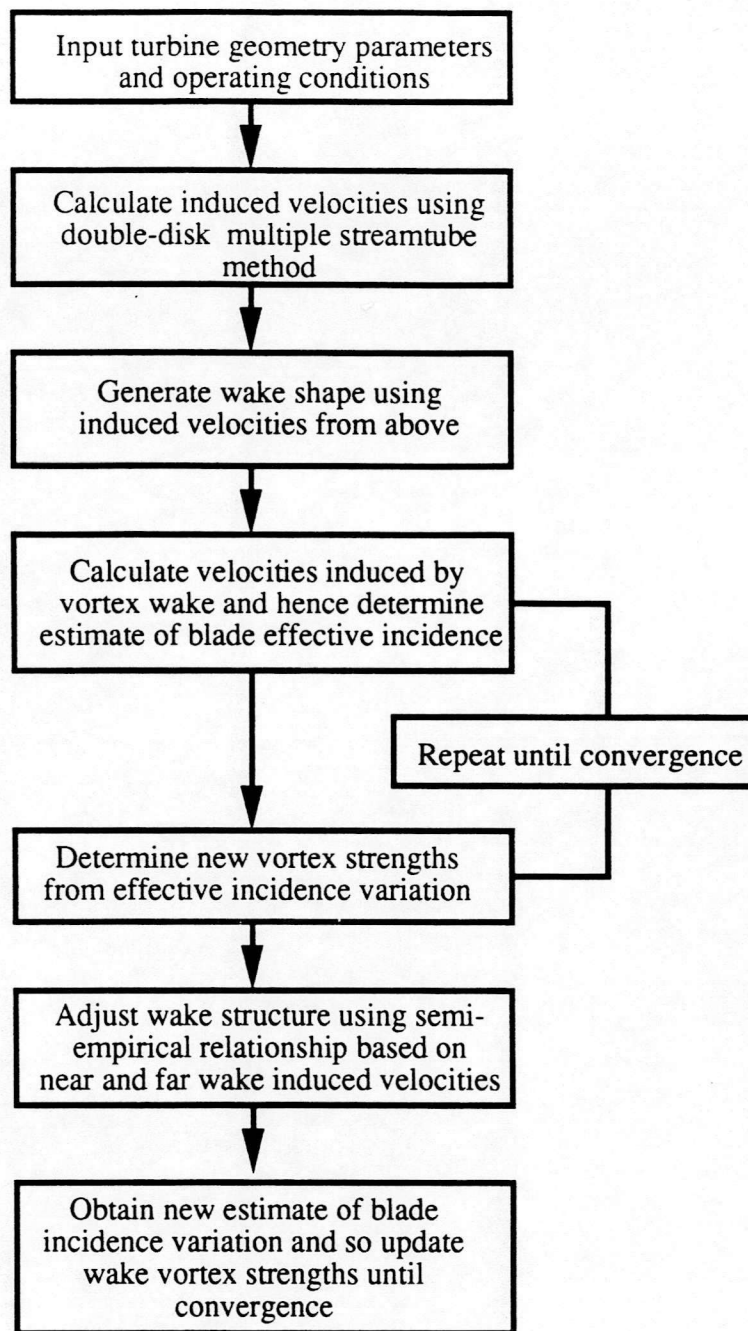 Input turbine geometry parameters
and operating conditions
Calculate induced velocities using
double-disk multiple streamtube
method
Generate wake shape using
induced velocities from above
Calculate velocities induced by
vortex wake and hence determine
estimate of blade effective incidence
Repeat until convergence
Determine new vortex strengths
from effective incidence variation
Adjust wake structure using semi-
empirical relationship based on
near and far wake induced velocities
Obtain new estimate of blade
incidence variation and so update
wake vortex strengths until
convergence